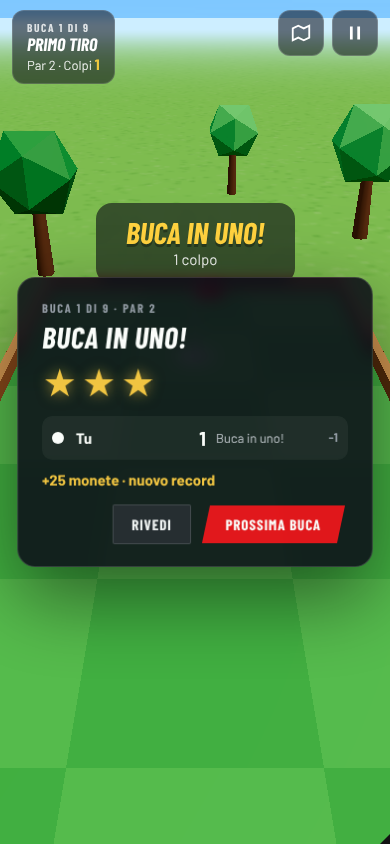 BUCA 1 DI 9
PRIMO TIRO
Par 2 · Colpi 1
BUCA IN UNO!
1 colpo
BUCA 1 DI 9 · PAR 2
BUCA IN UNO!
Tu 1 Buca in uno! -1
+25 monete · nuovo record
RIVEDI PROSSIMA BUCA